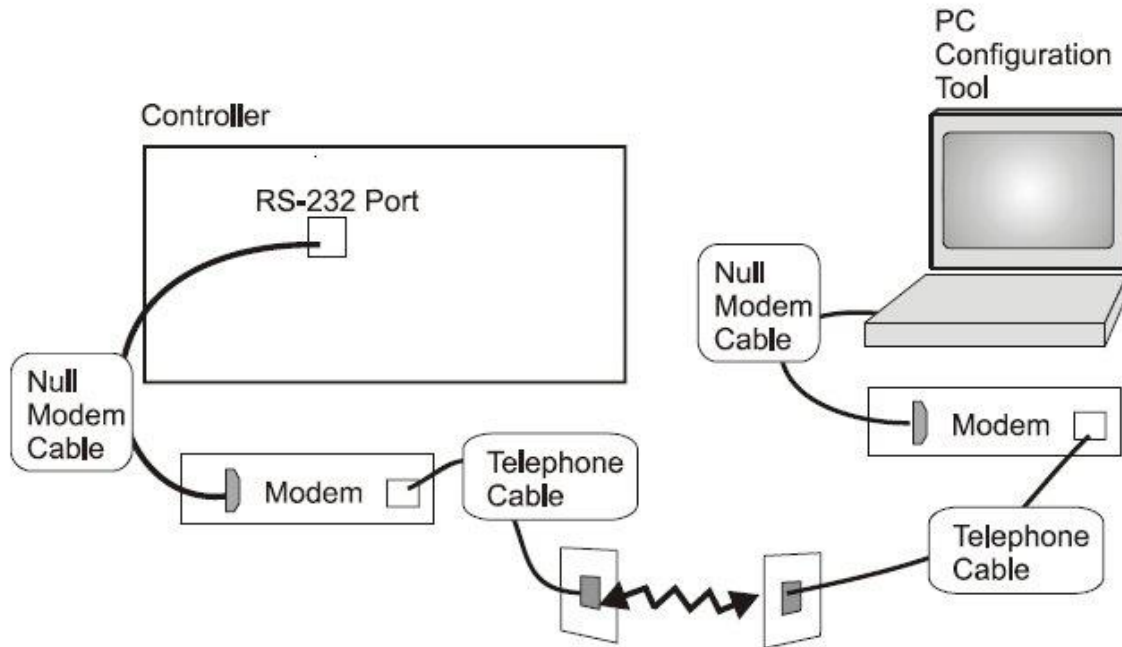 PC
Configuration
Tool
Controller
RS-232 Port
Null
Modem
Cable
Null
Modem
Cable
Modem
Modem
Telephone
Cable
Telephone
Cable